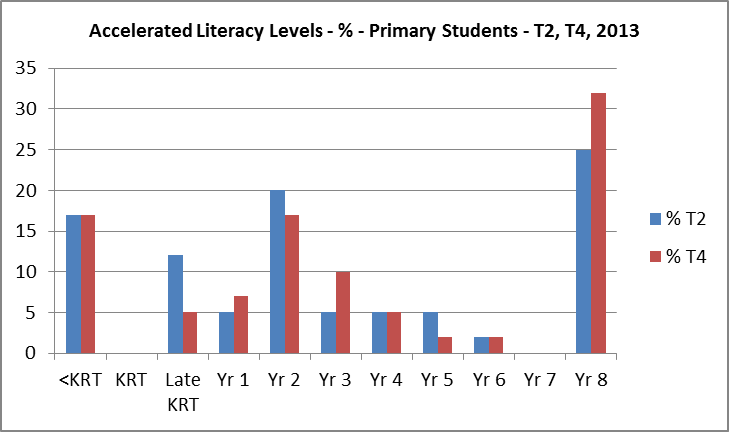 Accelerated Literacy Levels - % - Primary Students - T2, T4, 2013
35
30
25
20
15
10
5
0
<KRT
KRT
Late
KRT
Yr 1
Yr 2
Yr 3
Yr 4
Yr 5
Yr 6
Yr 7
Yr 8
% T2
% T4